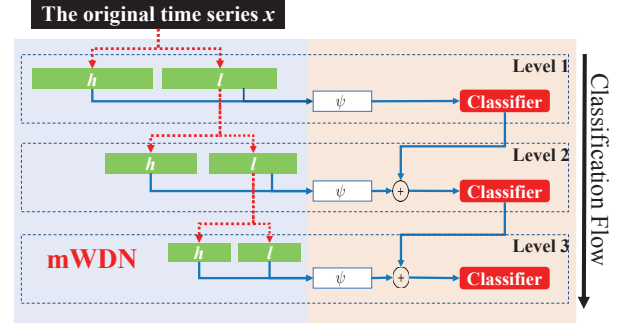 The original time series x
Level 1
h l
ψ Classifier
Level 2
h l
ψ + Classifier
Level 3
h l
mWDN
ψ + Classifier
Classification Flow